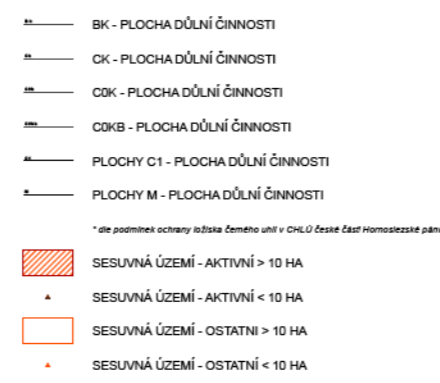 BK - PLOCHA DŮLNÍ ČINNOSTI
CK - PLOCHA DŮLNÍ ČINNOSTI
C0K - PLOCHA DŮLNÍ ČINNOSTI
C0KB - PLOCHA DŮLNÍ ČINNOSTI
PLOCHY C1 - PLOCHA DŮLNÍ ČINNOSTI
PLOCHY M - PLOCHA DŮLNÍ ČINNOSTI
* dle podmínek ochrany ložiska černého uhlí v CHLÚ české části Hornoslezské pánv
SESUVNÁ ÚZEMÍ - AKTIVNÍ > 10 HA
SESUVNÁ ÚZEMÍ - AKTIVNÍ < 10 HA
SESUVNÁ ÚZEMÍ - OSTATNI > 10 HA
SESUVNÁ ÚZEMÍ - OSTATNÍ < 10 HA